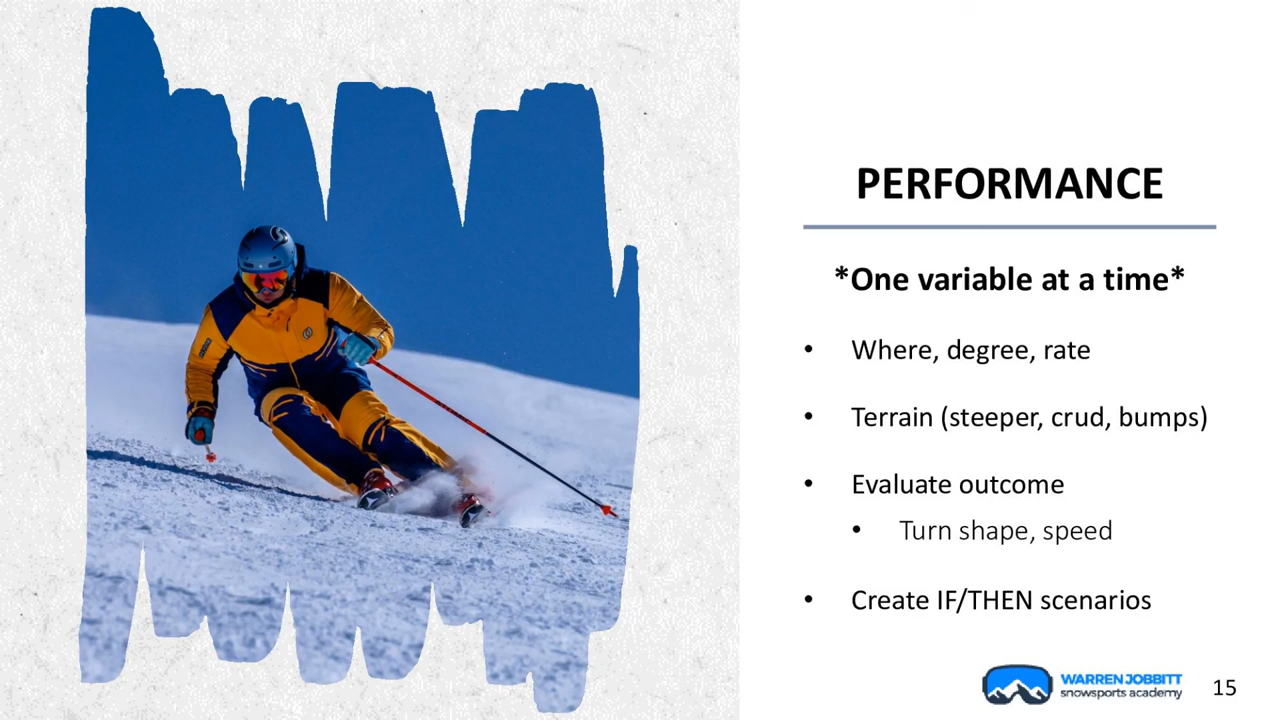 PERFORMANCE
*One variable at a time*
• Where, degree, rate
• Terrain (steeper, crud, bumps)
• Evaluate outcome
• Turn shape, speed
• Create IF/THEN scenarios
WARREN JOBBITT
snowsports academy
15